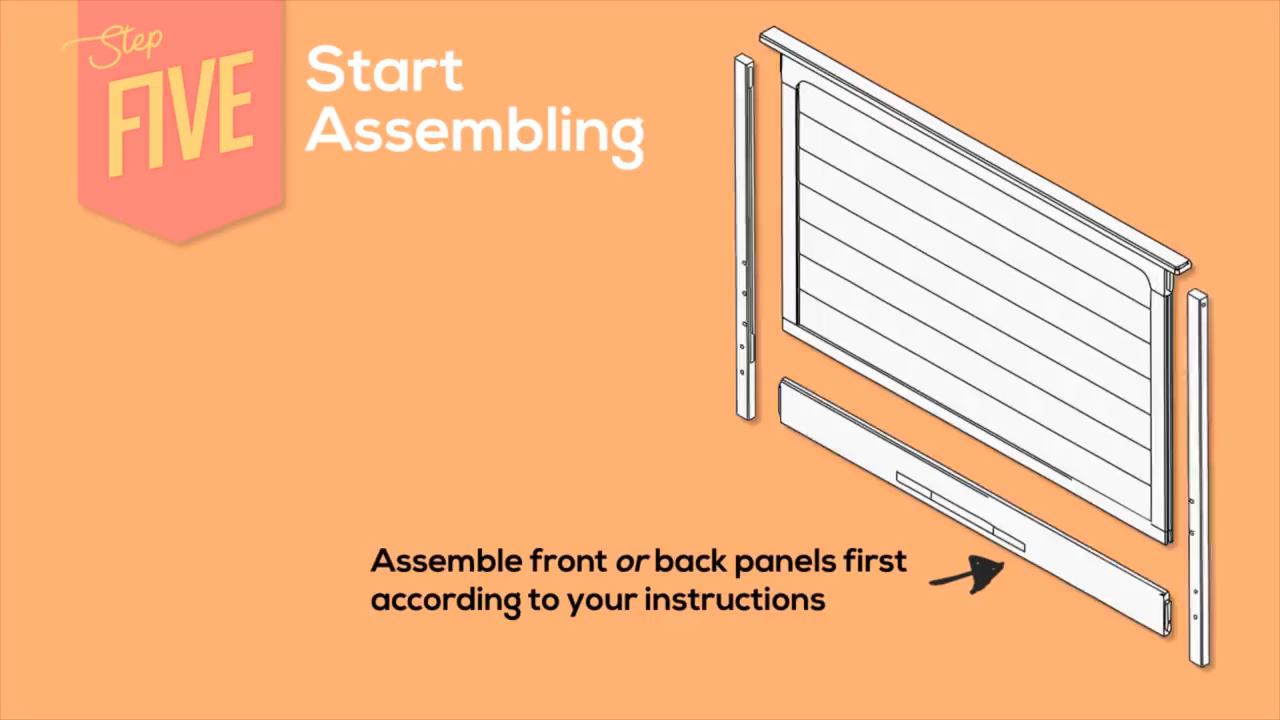 Step
FIVE
Start
Assembling
Assemble front or back panels first
according to your instructions